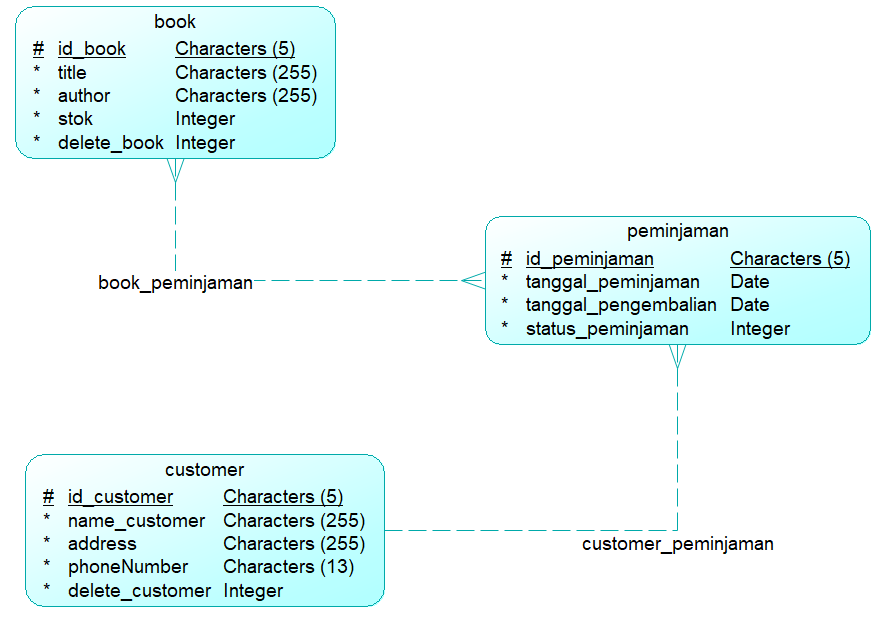 book
# id_book Characters (5)
* title Characters (255)
* author Characters (255)
* stok Integer
* delete_book Integer
book_peminjaman
peminjaman
# id_peminjaman Characters (5)
* tanggal_peminjaman Date
* tanggal_pengembalian Date
* status_peminjaman Integer
customer
# id_customer Characters (5)
* name_customer Characters (255)
* address Characters (255)
* phoneNumber Characters (13)
* delete_customer Integer
customer_peminjaman